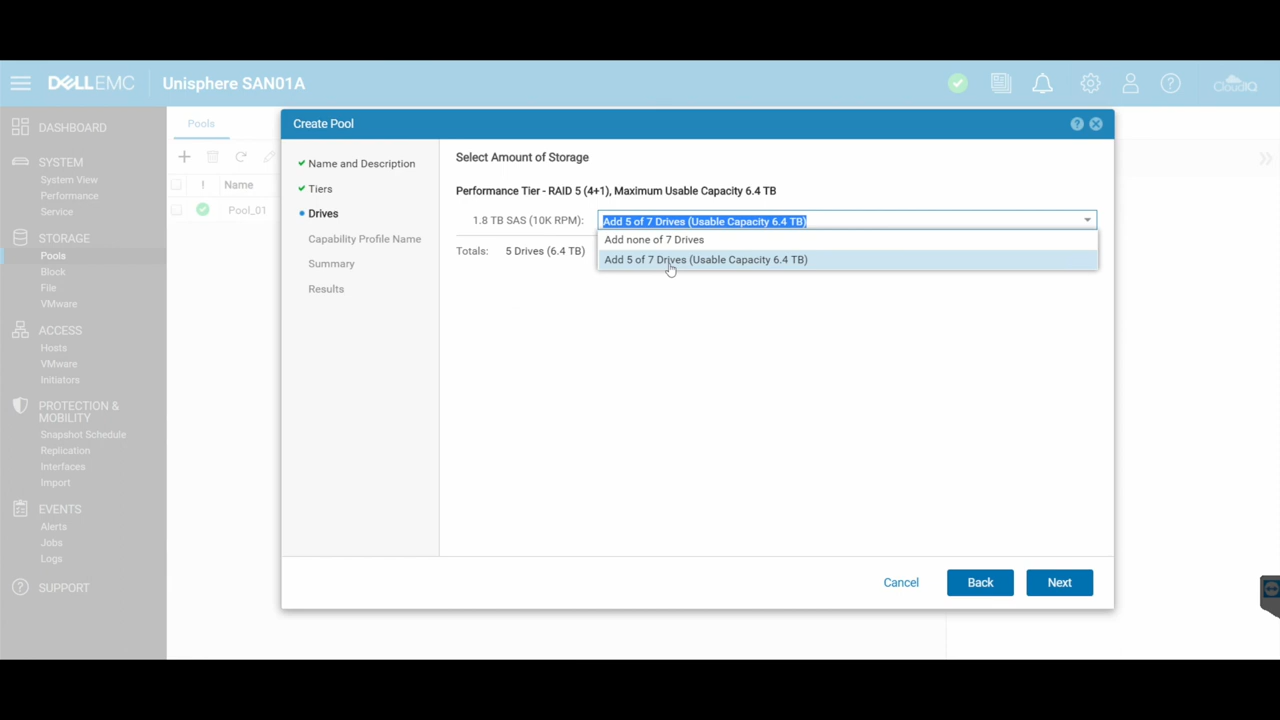 DELLEMC Unisphere SAN01A CloudIQ
DASHBOARD
SYSTEM
System View
Performance
Service
STORAGE
Pools
Block
File
VMware
ACCESS
Hosts
VMware
Initiators
PROTECTION &
MOBILITY
Snapshot Schedule
Replication
Interfaces
Import
EVENTS
Alerts
Jobs
Logs
SUPPORT
Pools
! Name
Pool_01
Create Pool
Name and Description
Tiers
Drives
Capability Profile Name
Summary
Results
Select Amount of Storage
Performance Tier - RAID 5 (4+1), Maximum Usable Capacity 6.4 TB
1.8 TB SAS (10K RPM): Add 5 of 7 Drives (Usable Capacity 6.4 TB)
Add none of 7 Drives
Totals: 5 Drives (6.4 TB)
Add 5 of 7 Drives (Usable Capacity 6.4 TB)
Cancel Back Next